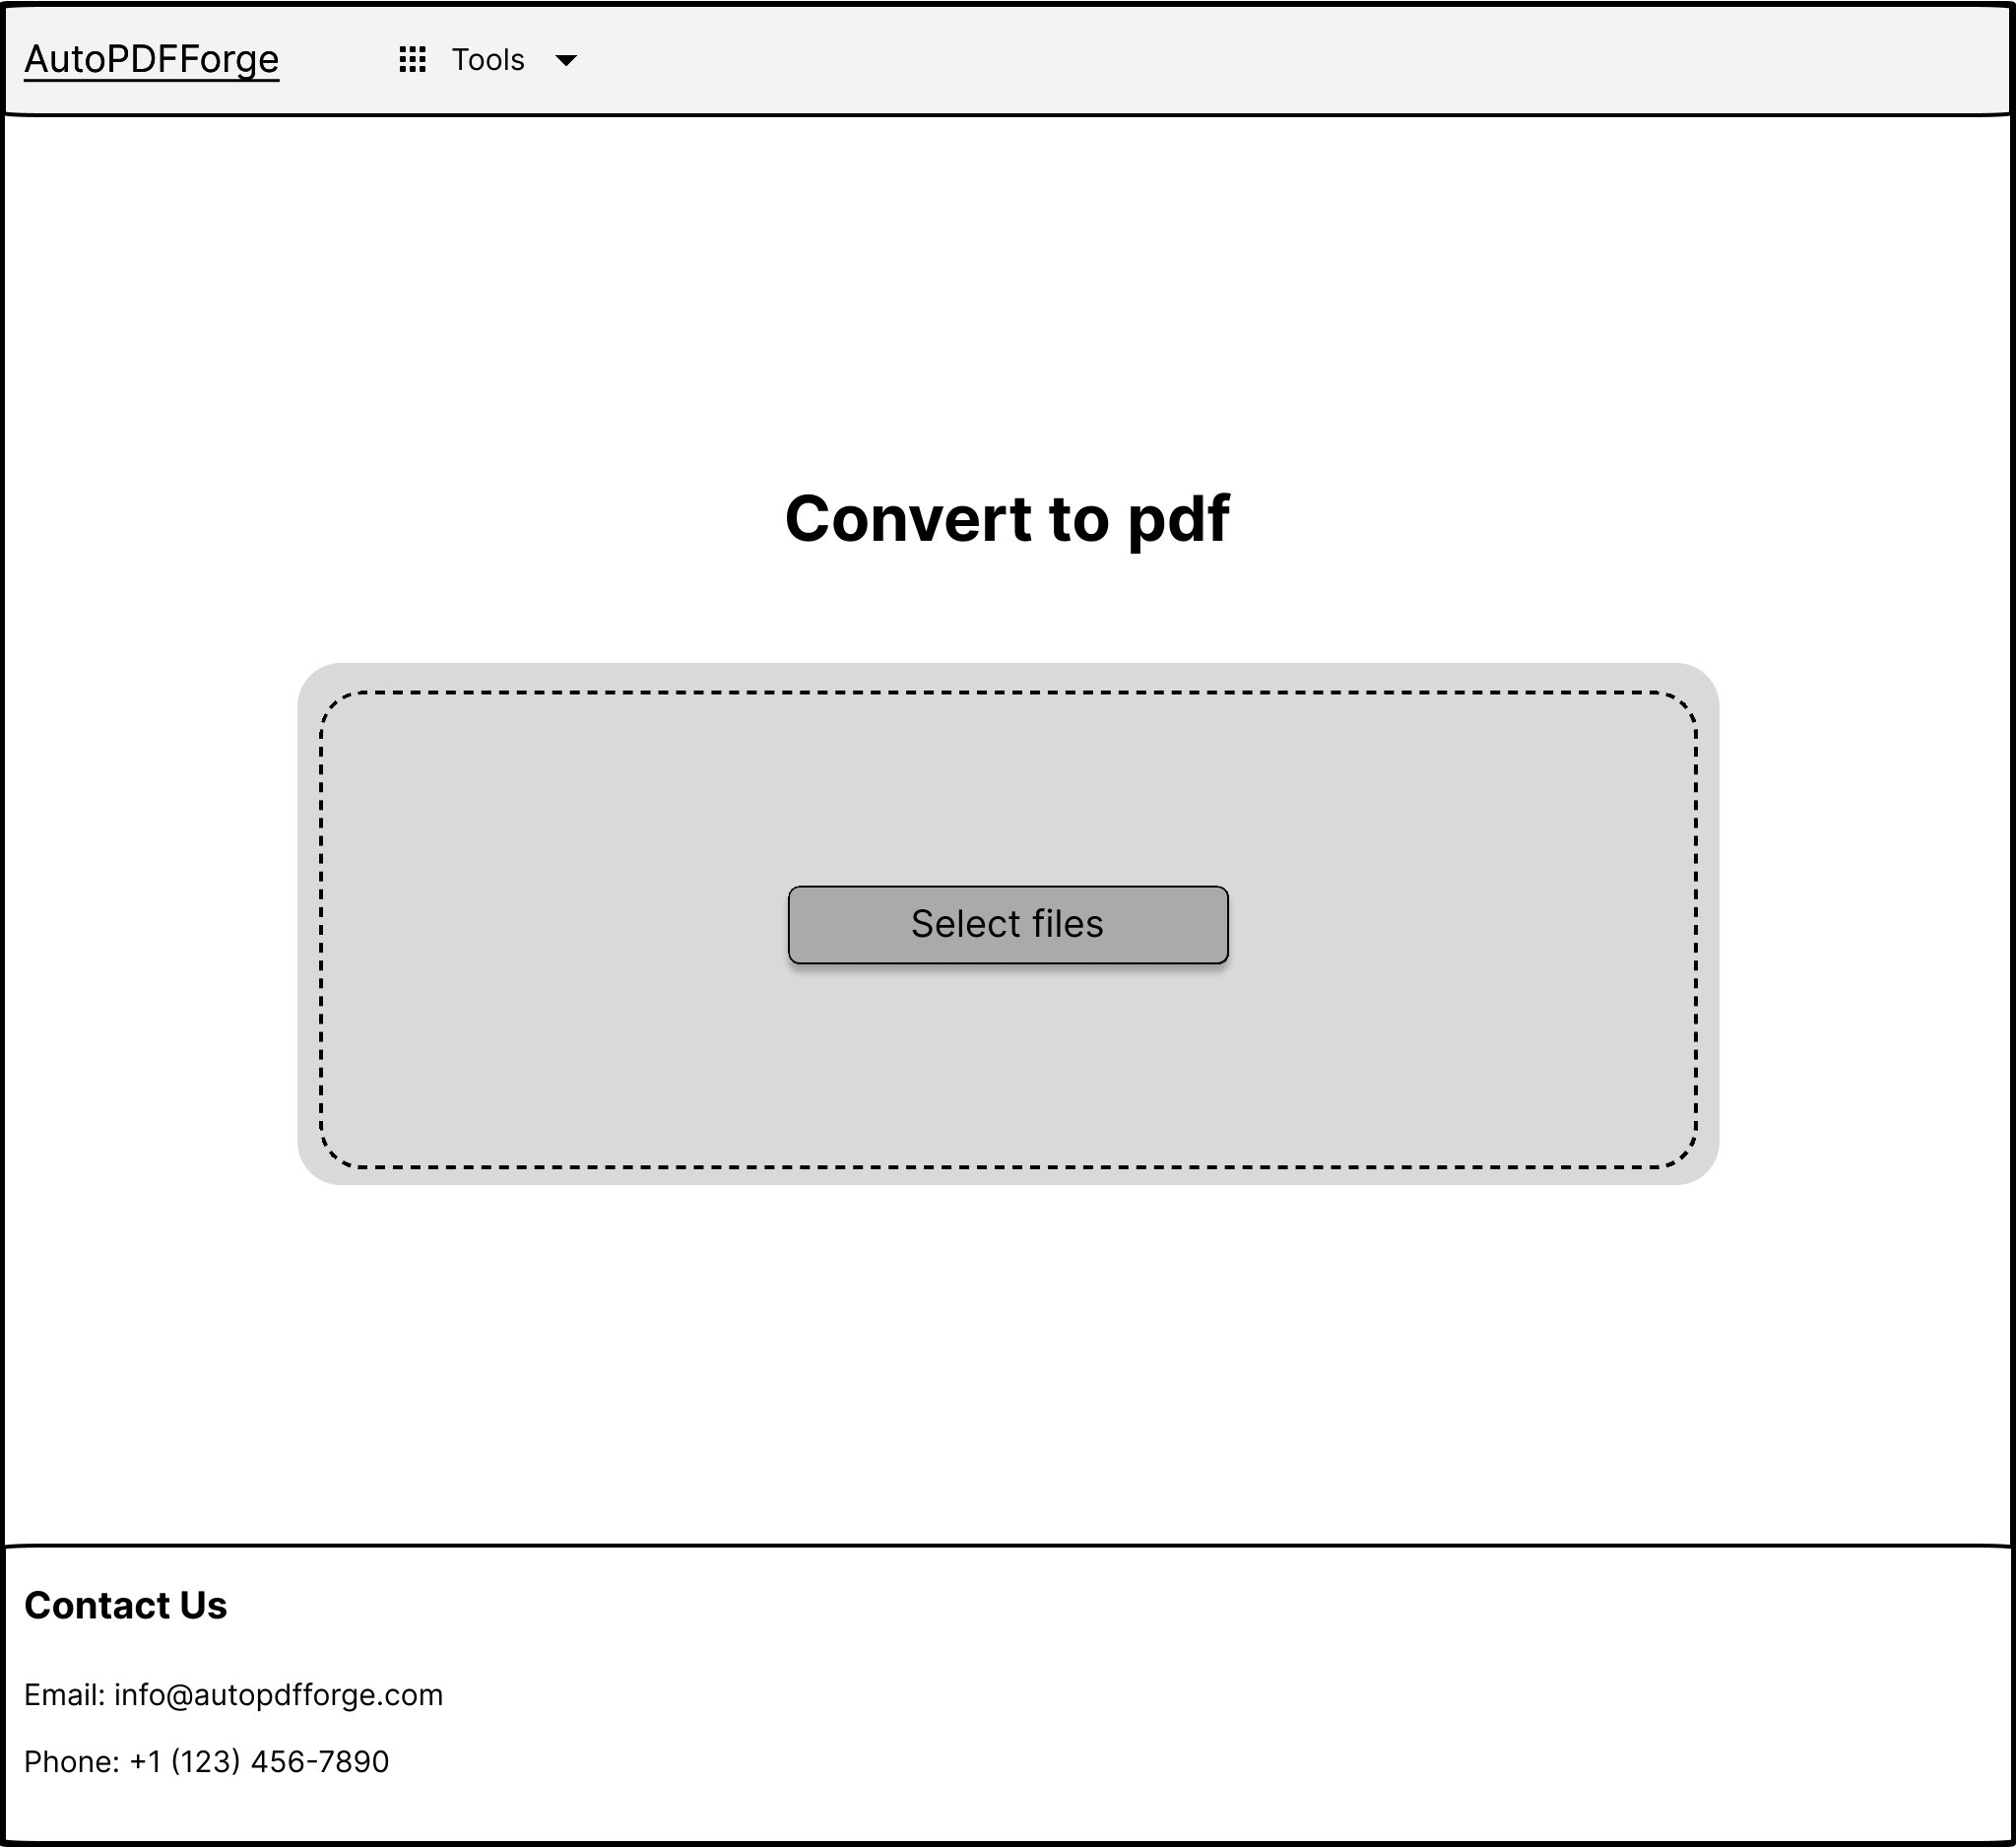 AutoPDFForge
Tools
Convert to pdf
Select files
Contact Us
Email: info@autopdfforge.com
Phone: +1 (123) 456-7890